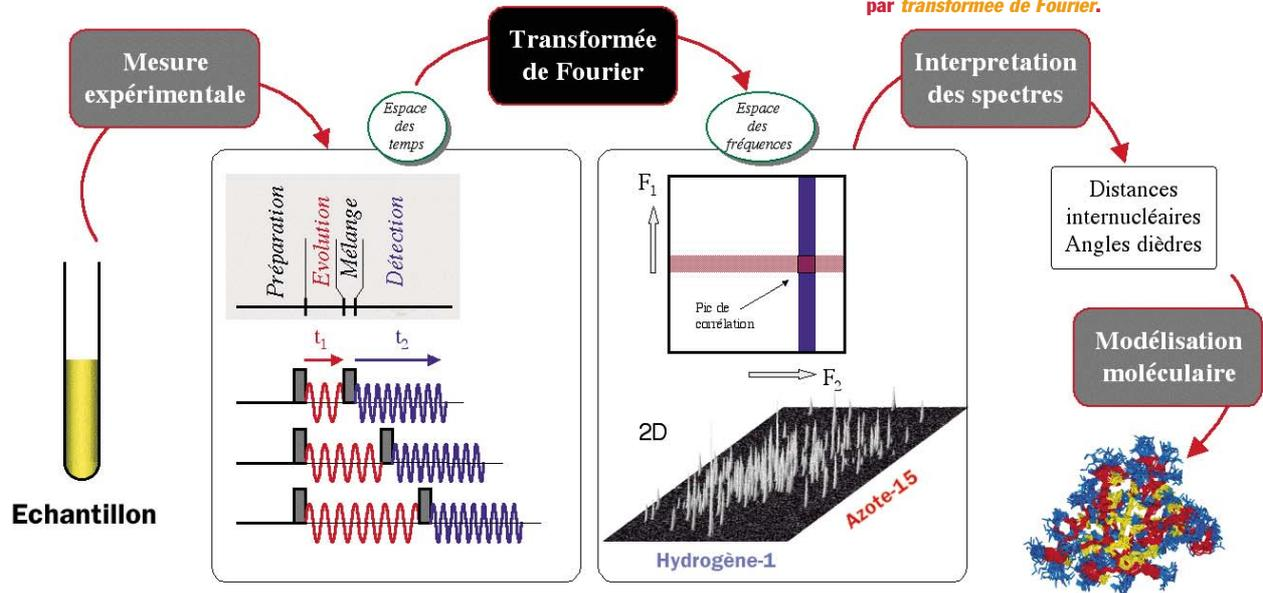 par transformée de Fourier.
Mesure
expérimentale
Transformée
de Fourier
Interpretation
des spectres
Espace
des
temps
Espace
des
fréquences
Préparation
Evolution
Mélange
Détection
t1
t2
F1
Pic de
corrélation
F2
2D
Azote-15
Hydrogène-1
Distances
internucléaires
Angles dièdres
Modélisation
moléculaire
Echantillon